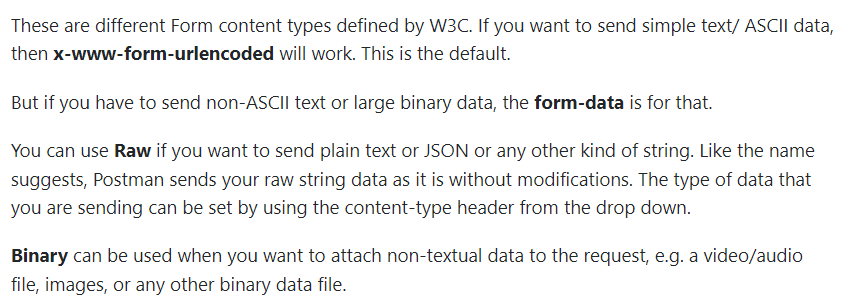 These are different Form content types defined by W3C. If you want to send simple text/ ASCII data,
then x-www-form-urlencoded will work. This is the default.
But if you have to send non-ASCII text or large binary data, the form-data is for that.
You can use Raw if you want to send plain text or JSON or any other kind of string. Like the name
suggests, Postman sends your raw string data as it is without modifications. The type of data that
you are sending can be set by using the content-type header from the drop down.
Binary can be used when you want to attach non-textual data to the request, e.g. a video/audio
file, images, or any other binary data file.